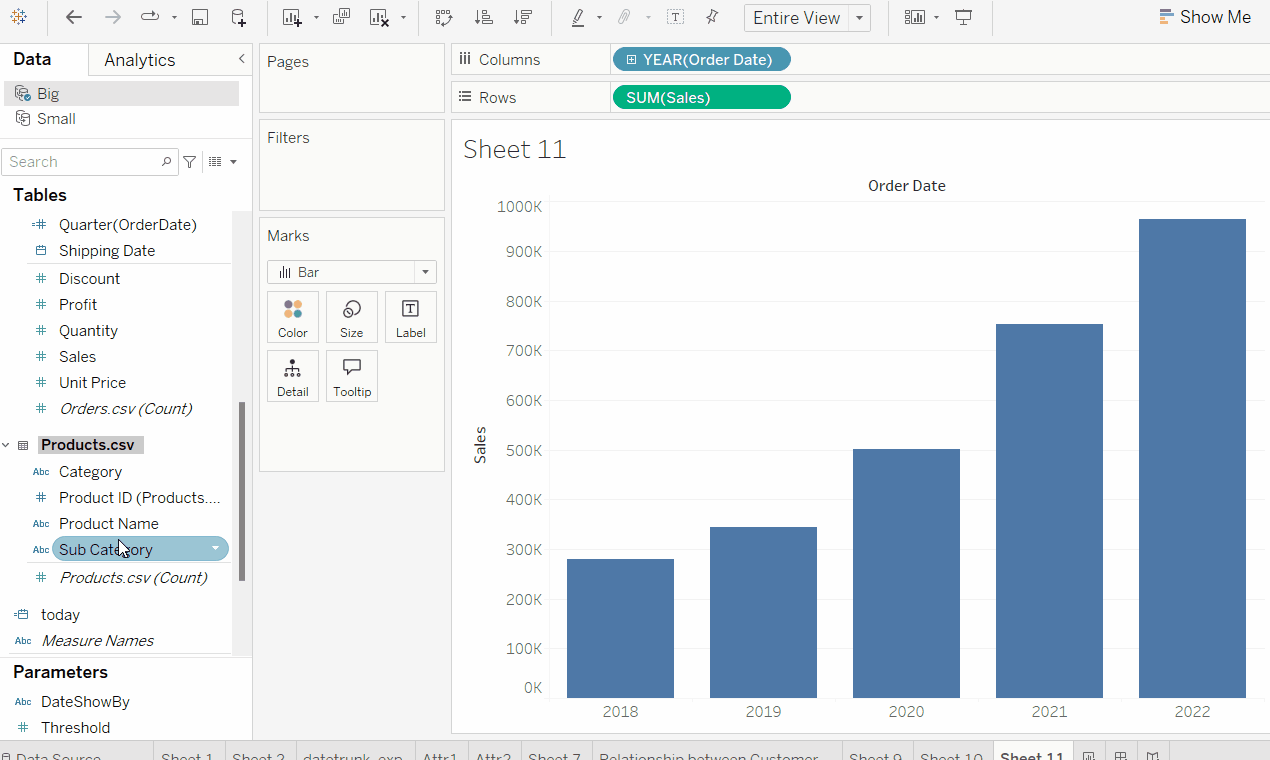 Entire View
Show Me
Data
Analytics
Big
Small
Search
Tables
Quarter(OrderDate)
Shipping Date
Discount
Profit
Quantity
Sales
Unit Price
Orders.csv (Count)
Products.csv
Abc Category
Product ID (Products....
Abc Product Name
Abc Sub Category
Products.csv (Count)
today
Abc Measure Names
Parameters
Abc DateShowBy
Threshold
Pages
Filters
Marks
Bar
Color
Size
Label
Detail
Tooltip
Columns
YEAR(Order Date)
Rows
SUM(Sales)
Sheet 11
Order Date
1000K
900K
800K
700K
600K
500K
400K
300K
200K
100K
0K
Sales
2018
2019
2020
2021
2022
Data Source
Sheet 1
Sheet 2
datetrunk_exp
Attr1
Attr2
Sheet 7
Relationship between Customer
Sheet 9
Sheet 10
Sheet 11